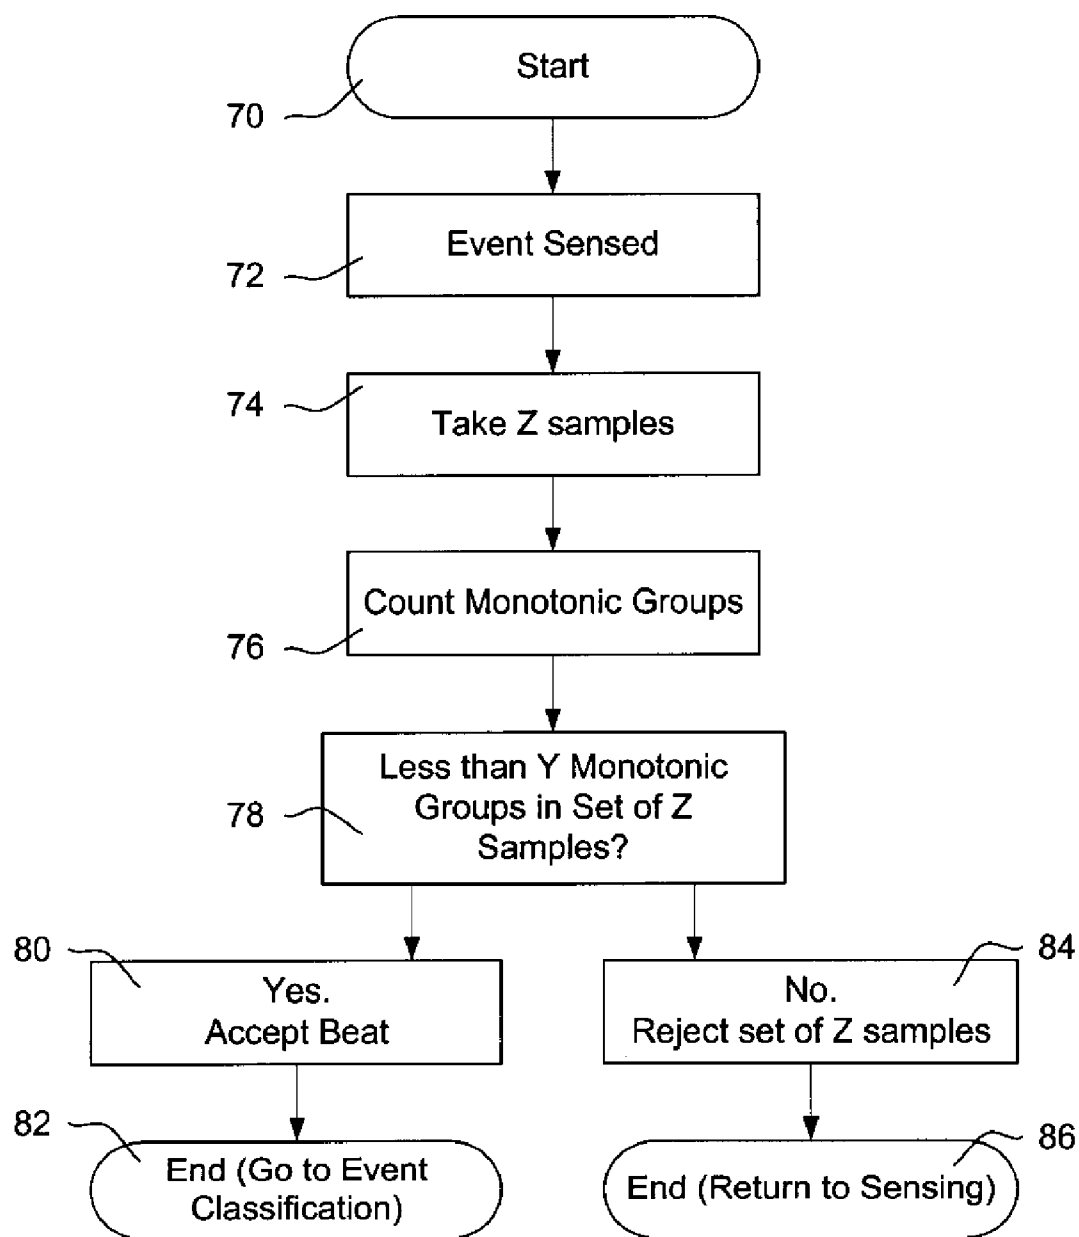 Start
70
Event Sensed
72
74
Take Z samples
Count Monotonic Groups
76
Less than Y Monotonic
Groups in Set of Z
Samples?
78
80
Yes.
Accept Beat
84
No.
Reject set of Z samples
82
End (Go to Event
Classification)
86
End (Return to Sensing)